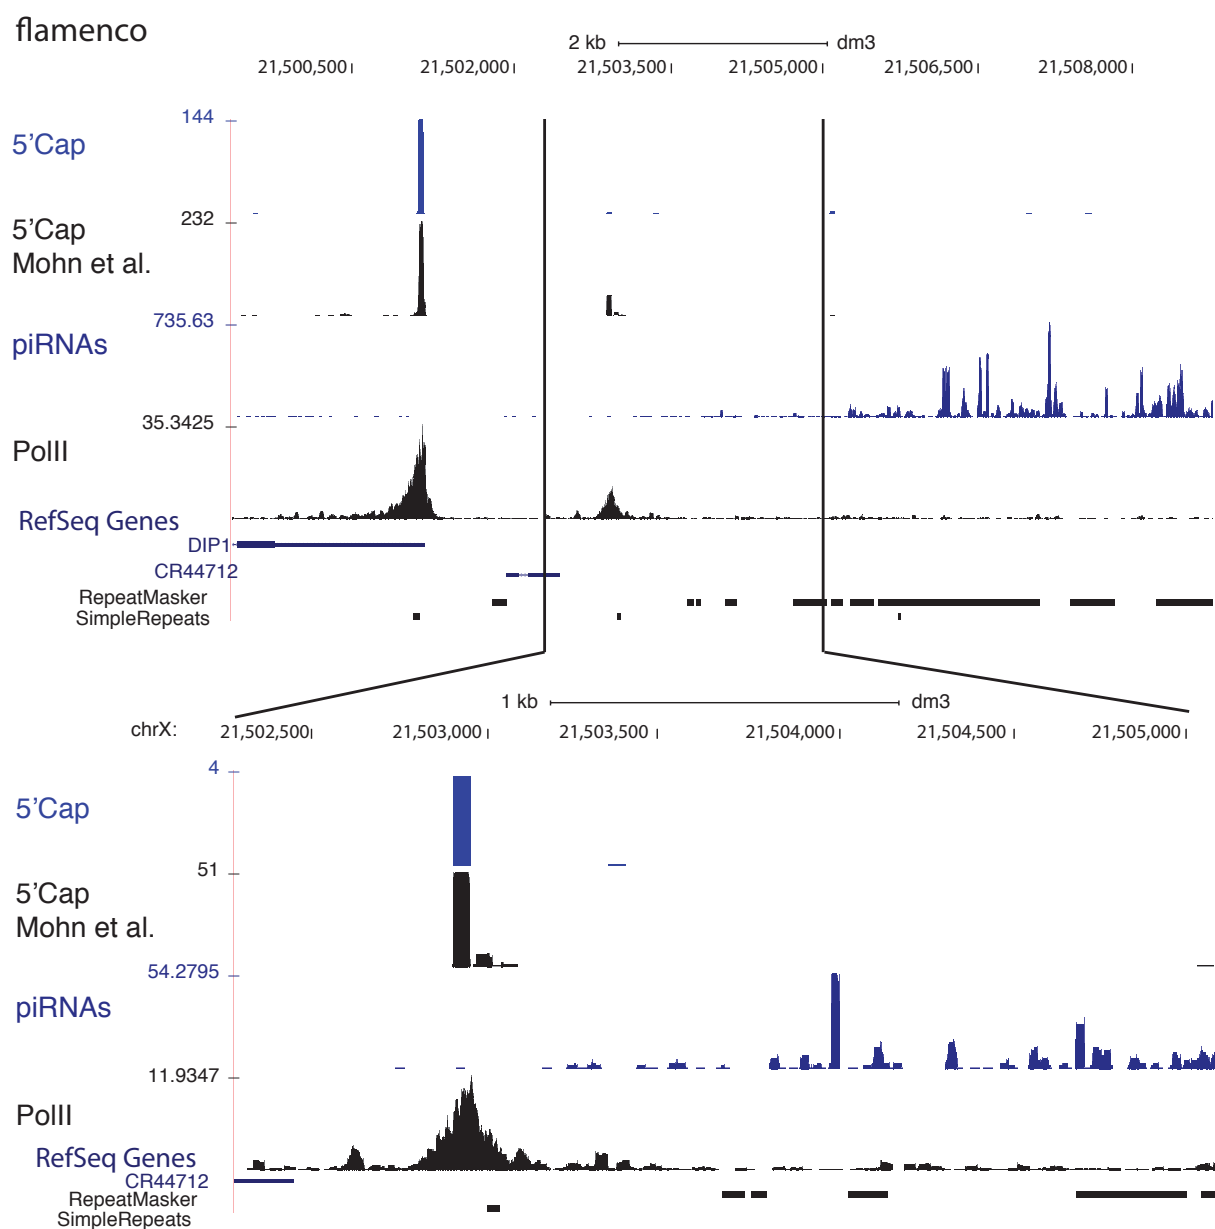 flamenco
2 kb dm3
21,500,500 21,502,000 21,503,500 21,505,000 21,506,500 21,508,000
144
5'Cap
232
5'Cap
Mohn et al.
735.63
piRNAs
35.3425
PolII
RefSeq Genes
DIP1
CR44712
RepeatMasker
SimpleRepeats
1 kb dm3
chrX: 21,502,500 21,503,000 21,503,500 21,504,000 21,504,500 21,505,000
4
5'Cap
51
5'Cap
Mohn et al.
54.2795
piRNAs
11.9347
PolII
RefSeq Genes
CR44712
RepeatMasker
SimpleRepeats